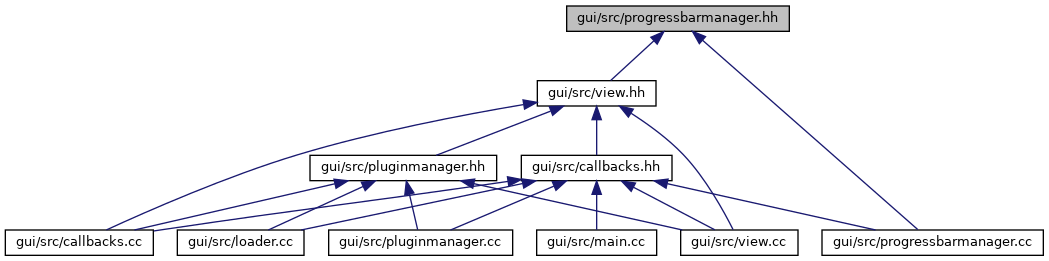 gui/src/progressbarmanager.hh
gui/src/view.hh
gui/src/pluginmanager.hh
gui/src/callbacks.hh
gui/src/callbacks.cc
gui/src/loader.cc
gui/src/pluginmanager.cc
gui/src/main.cc
gui/src/view.cc
gui/src/progressbarmanager.cc